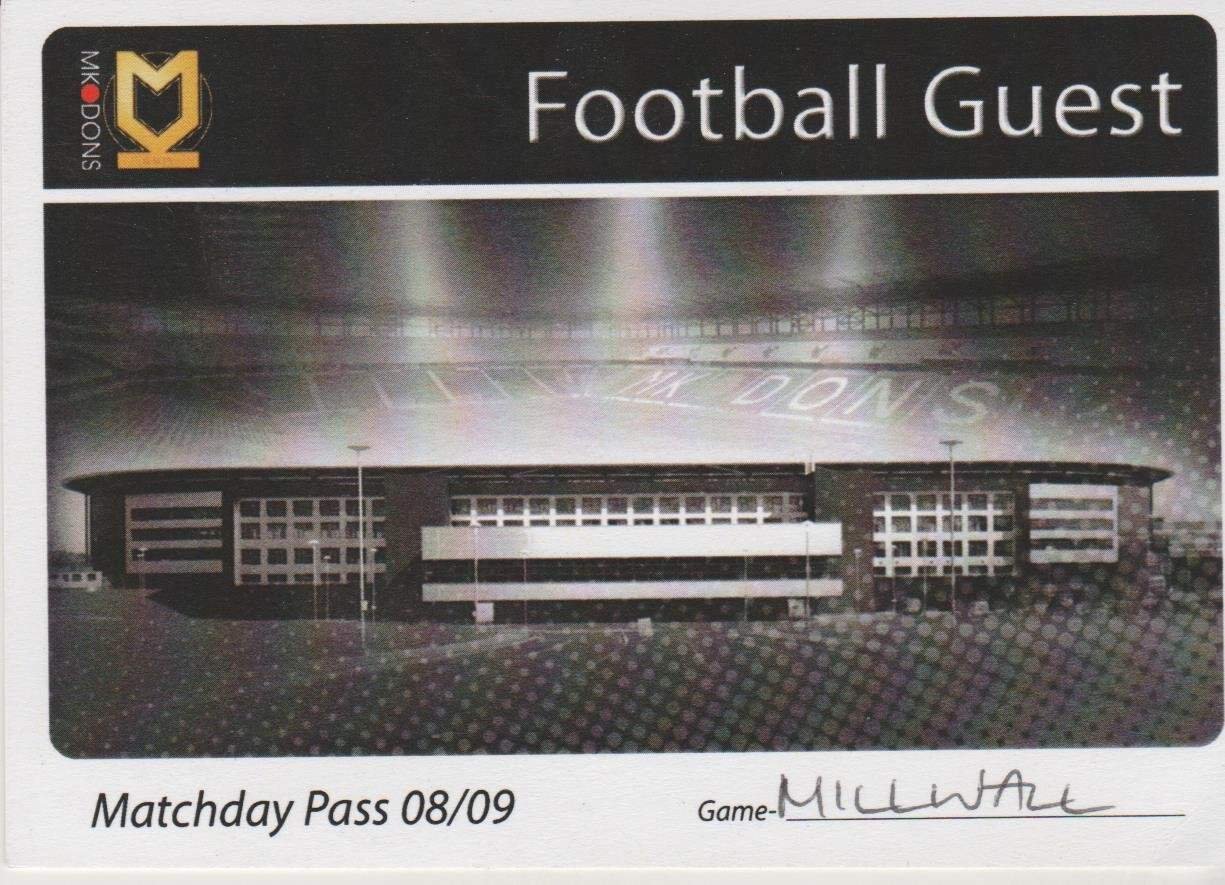 MK DONS
Football Guest
MK DONS
Matchday Pass 08/09
Game- MILLWALL